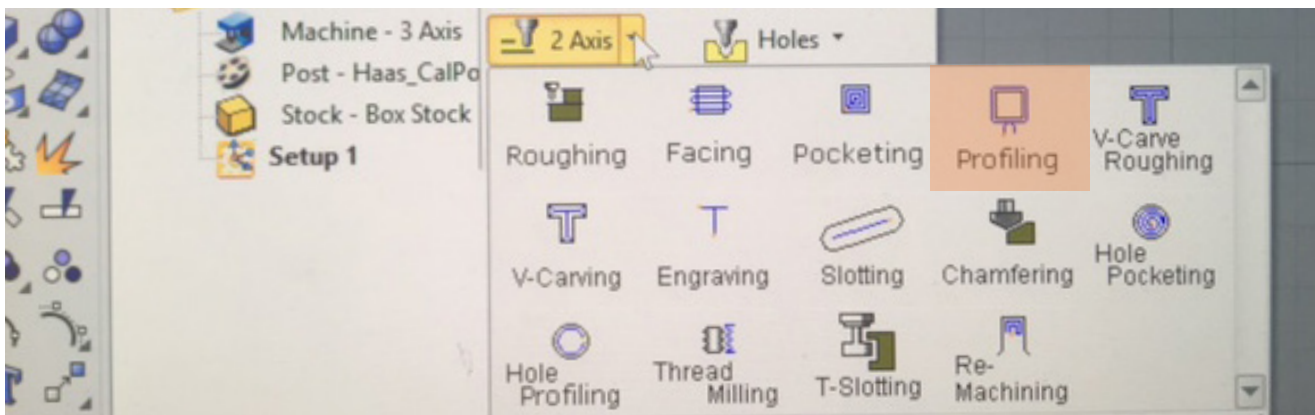 Machine - 3 Axis
Post - Haas_CalPo
Stock - Box Stock
Setup 1
2 Axis
Holes
Roughing
Facing
Pocketing
Profiling
V-Carve
Roughing
V-Carving
Engraving
Slotting
Chamfering
Hole
Pocketing
Hole
Profiling
Thread
Milling
T-Slotting
Re-
Machining